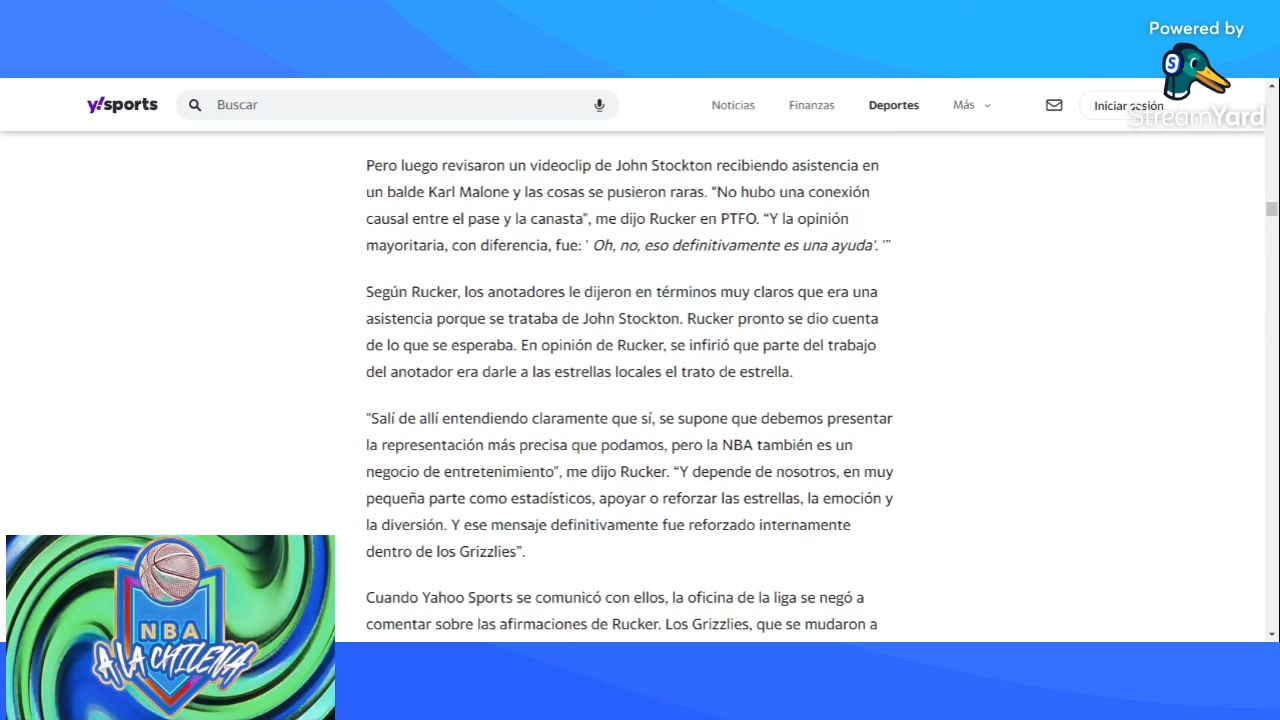 Powered by
StreamYard
y!sports
Buscar
Noticias
Finanzas
Deportes
Más
Iniciar sesión
Pero luego revisaron un videoclip de John Stockton recibiendo asistencia en
un balde Karl Malone y las cosas se pusieron raras. "No hubo una conexión
causal entre el pase y la canasta", me dijo Rucker en PTFO. “Y la opinión
mayoritaria, con diferencia, fue: ' Oh, no, eso definitivamente es una ayuda'. '”
Según Rucker, los anotadores le dijeron en términos muy claros que era una
asistencia porque se trataba de John Stockton. Rucker pronto se dio cuenta
de lo que se esperaba. En opinión de Rucker, se infirió que parte del trabajo
del anotador era darle a las estrellas locales el trato de estrella.
"Salí de allí entendiendo claramente que sí, se supone que debemos presentar
la representación más precisa que podamos, pero la NBA también es un
negocio de entretenimiento", me dijo Rucker. “Y depende de nosotros, en muy
pequeña parte como estadísticos, apoyar o reforzar las estrellas, la emoción y
la diversión. Y ese mensaje definitivamente fue reforzado internamente
dentro de los Grizzlies”.
Cuando Yahoo Sports se comunicó con ellos, la oficina de la liga se negó a
comentar sobre las afirmaciones de Rucker. Los Grizzlies, que se mudaron a
NBA
A LA CHILENA